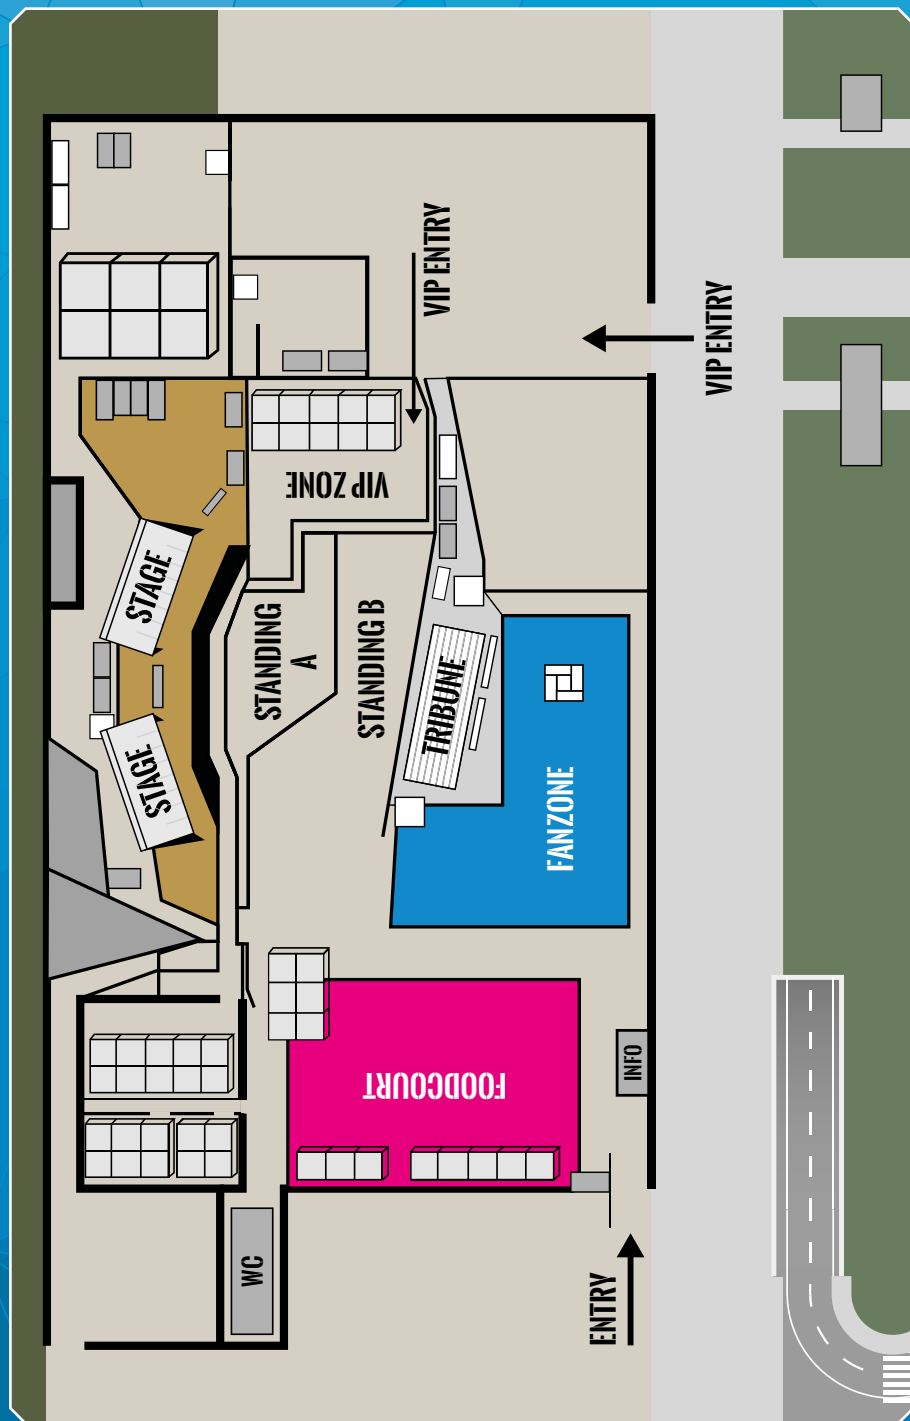 VIP ENTRY
VIP ENTRY
VIP ZONE
STAGE
STANDING
A
STANDING B
TRIBUNE
STAGE
FANZONE
FOODCOURT
INFO
WC
ENTRY